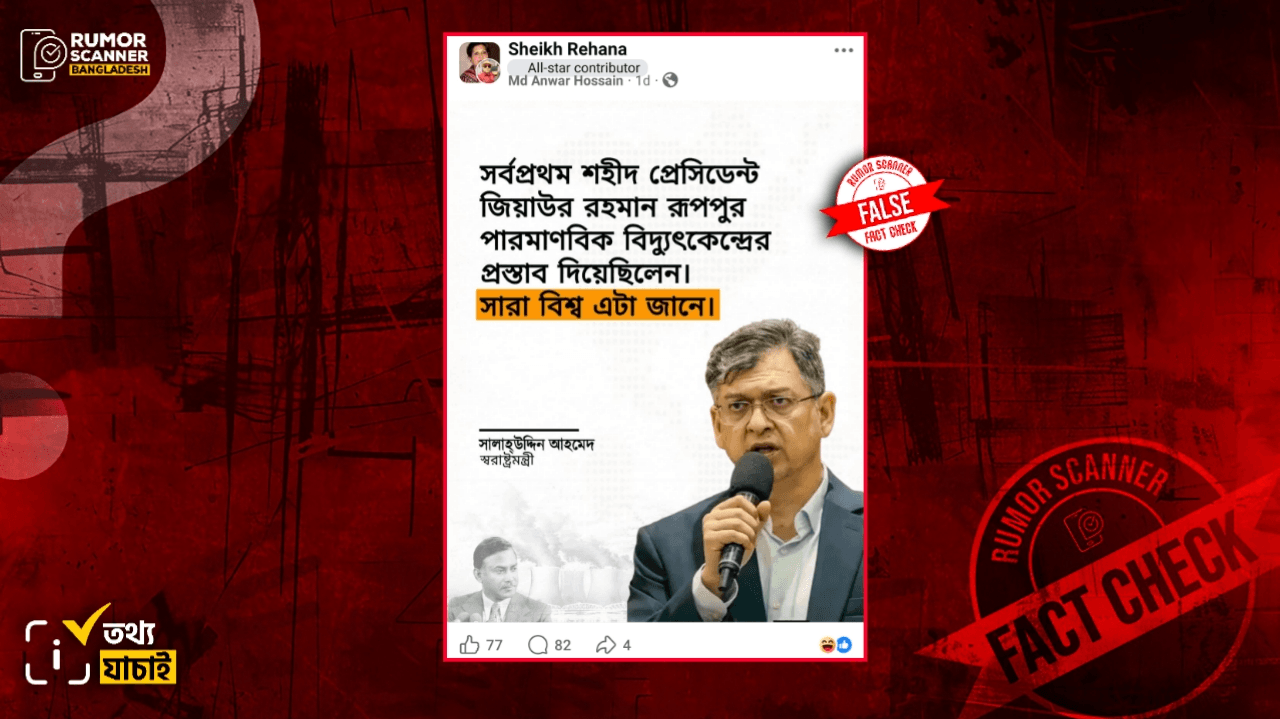 RUMOR
SCANNER
BANGLADESH
Sheikh Rehana
All-star contributor
Md Anwar Hossain · 1d ·
সর্বপ্রথম শহীদ প্রেসিডেন্ট
জিয়াউর রহমান রূপপুর
পারমাণবিক বিদ্যুৎকেন্দ্রের
প্রস্তাব দিয়েছিলেন।
সারা বিশ্ব এটা জানে।
সালাহ্‌উদ্দিন আহমেদ
স্বরাষ্ট্রমন্ত্রী
77
82
4
RUMOR SCANNER
FALSE
FACT CHECK
RUMOR SCANNER
FACT CHECK
তথ্য
যাচাই